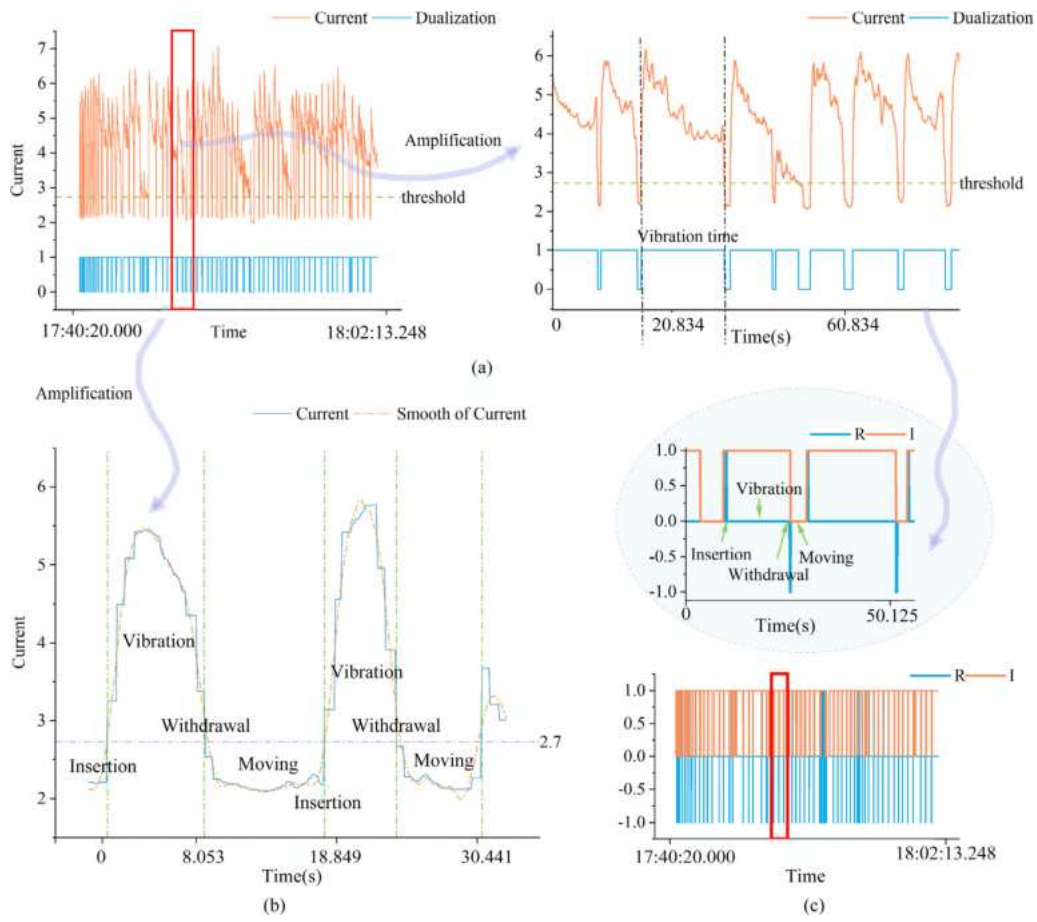 Current Dualization
7
6
5
4
3
2
1
0
Current
threshold
17:40:20.000 Time 18:02:13.248
Amplification
Current Dualization
6
5
4
3
2
1
0
threshold
Vibration time
0 20.834 60.834
Time(s)
(a)
Amplification
Current Smooth of Current
6
5
4
3
2
Current
Vibration
Vibration
Withdrawal
Withdrawal
2.7
Insertion
Moving
Moving
Insertion
0 8.053 18.849 30.441
Time(s)
(b)
R I
1.0
0.5
0.0
-0.5
-1.0
Vibration
Insertion
Moving
Withdrawal
0 50.125
Time(s)
R I
1.0
0.5
0.0
-0.5
-1.0
17:40:20.000 18:02:13.248
Time
(c)